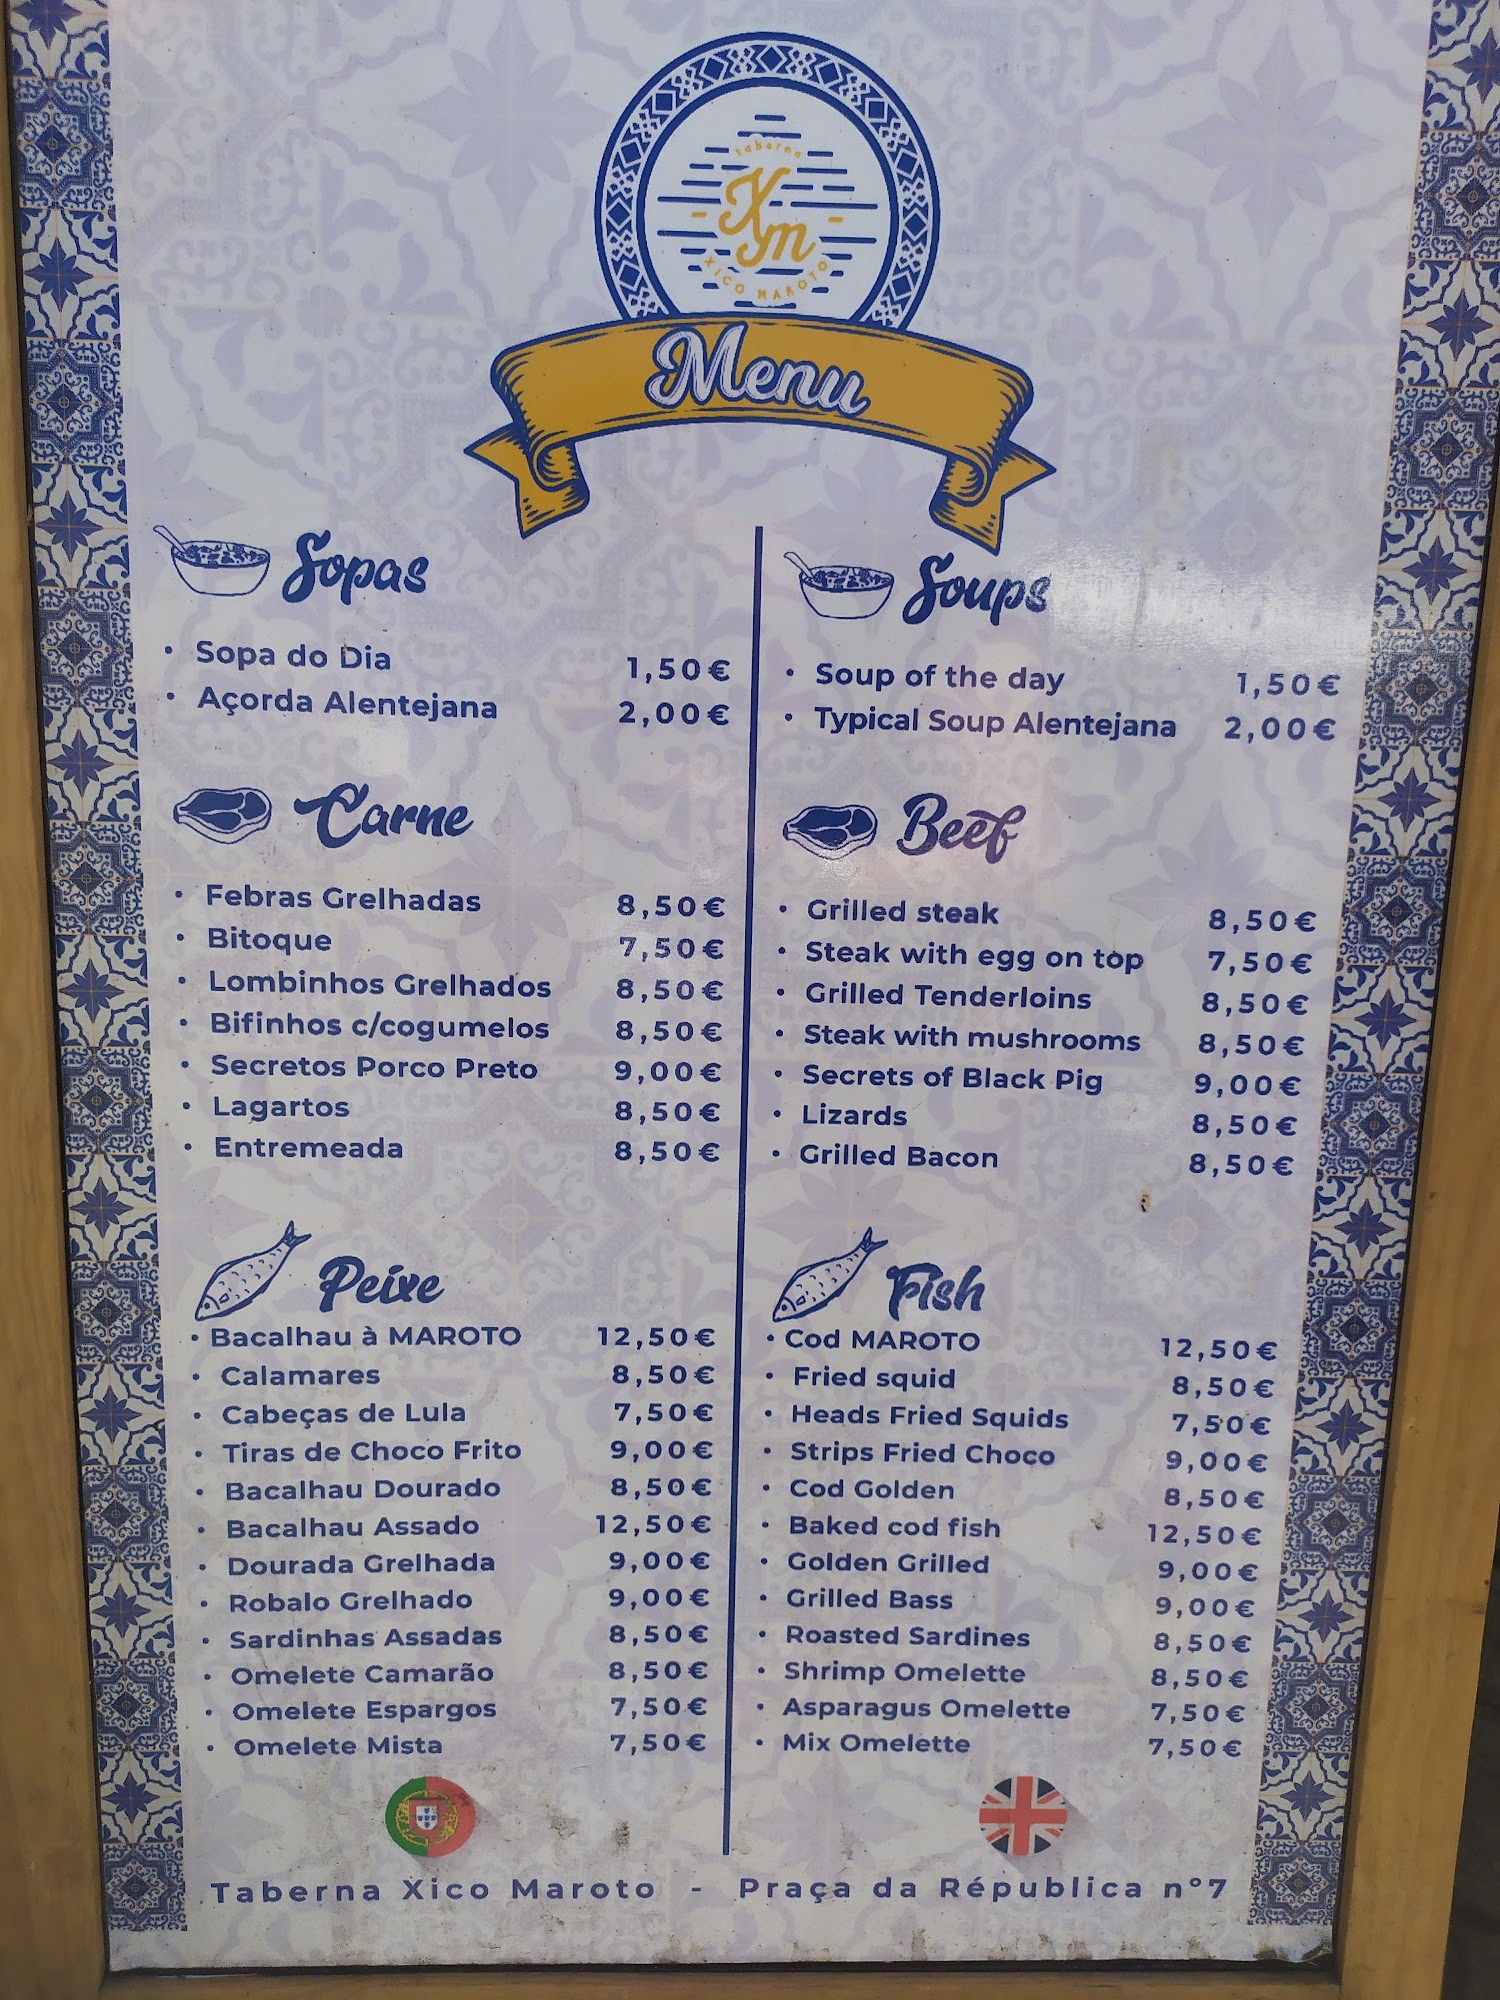 taberna
Xm
XICO MAROTO
Menu
Sopas
• Sopa do Dia 1,50€
• Açorda Alentejana 2,00€
Carne
• Febras Grelhadas 8,50€
• Bitoque 7,50€
• Lombinhos Grelhados 8,50€
• Bifinhos c/cogumelos 8,50€
• Secretos Porco Preto 9,00€
• Lagartos 8,50€
• Entremeada 8,50€
Peixe
• Bacalhau à MAROTO 12,50€
• Calamares 8,50€
• Cabeças de Lula 7,50€
• Tiras de Choco Frito 9,00€
• Bacalhau Dourado 8,50€
• Bacalhau Assado 12,50€
• Dourada Grelhada 9,00€
• Robalo Grelhado 9,00€
• Sardinhas Assadas 8,50€
• Omelete Camarão 8,50€
• Omelete Espargos 7,50€
• Omelete Mista 7,50€
Soups
• Soup of the day 1,50€
• Typical Soup Alentejana 2,00€
Beef
• Grilled steak 8,50€
• Steak with egg on top 7,50€
• Grilled Tenderloins 8,50€
• Steak with mushrooms 8,50€
• Secrets of Black Pig 9,00€
• Lizards 8,50€
• Grilled Bacon 8,50€
Fish
• Cod MAROTO 12,50€
• Fried squid 8,50€
• Heads Fried Squids 7,50€
• Strips Fried Choco 9,00€
• Cod Golden 8,50€
• Baked cod fish 12,50€
• Golden Grilled 9,00€
• Grilled Bass 9,00€
• Roasted Sardines 8,50€
• Shrimp Omelette 8,50€
• Asparagus Omelette 7,50€
• Mix Omelette 7,50€
Taberna Xico Maroto - Praça da Républica nº7